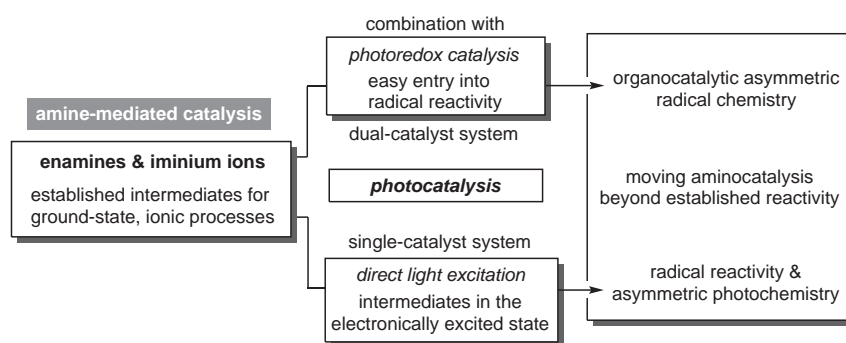 amine-mediated catalysis
enamines & iminium ions
established intermediates for
ground-state, ionic processes
combination with
photoredox catalysis
easy entry into
radical reactivity
dual-catalyst system
photocatalysis
single-catalyst system
direct light excitation
intermediates in the
electronically excited state
organocatalytic asymmetric
radical chemistry
moving aminocatalysis
beyond established reactivity
radical reactivity &
asymmetric photochemistry